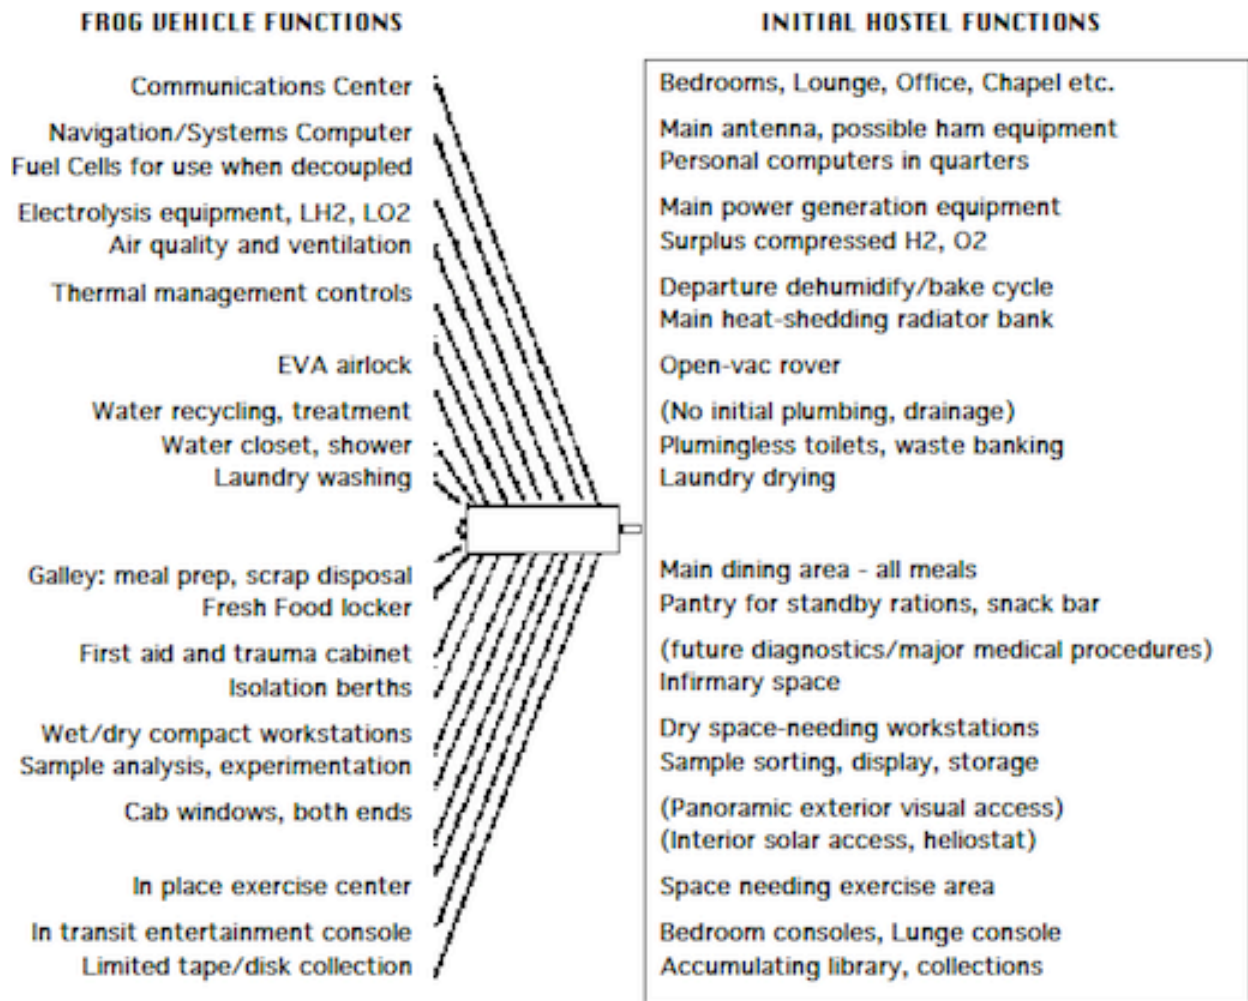 FROG VEHICLE FUNCTIONS
Communications Center
Navigation/Systems Computer
Fuel Cells for use when decoupled
Electrolysis equipment, LH2, LO2
Air quality and ventilation
Thermal management controls
EVA airlock
Water recycling, treatment
Water closet, shower
Laundry washing
Galley: meal prep, scrap disposal
Fresh Food locker
First aid and trauma cabinet
Isolation berths
Wet/dry compact workstations
Sample analysis, experimentation
Cab windows, both ends
In place exercise center
In transit entertainment console
Limited tape/disk collection
INITIAL HOSTEL FUNCTIONS
Bedrooms, Lounge, Office, Chapel etc.
Main antenna, possible ham equipment
Personal computers in quarters
Main power generation equipment
Surplus compressed H2, O2
Departure dehumidify/bake cycle
Main heat-shedding radiator bank
Open-vac rover
(No initial plumbing, drainage)
Plumingless toilets, waste banking
Laundry drying
Main dining area - all meals
Pantry for standby rations, snack bar
(future diagnostics/major medical procedures)
Infirmary space
Dry space-needing workstations
Sample sorting, display, storage
(Panoramic exterior visual access)
(Interior solar access, heliostat)
Space needing exercise area
Bedroom consoles, Lunge console
Accumulating library, collections